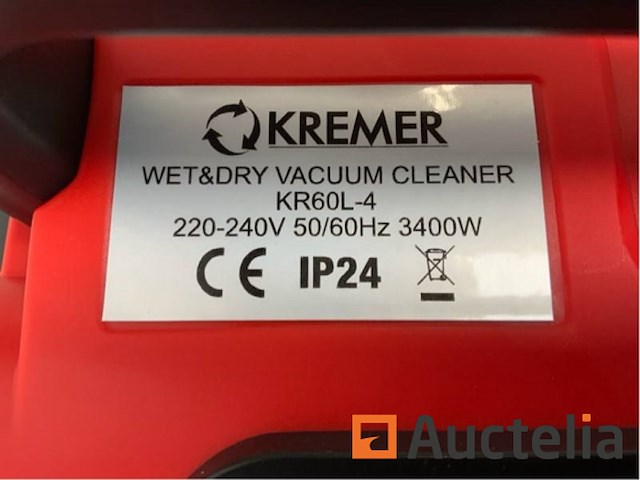 KREMER
WET&DRY VACUUM CLEANER
KR60L-4
220-240V 50/60Hz 3400W
CE IP24
Auctelia